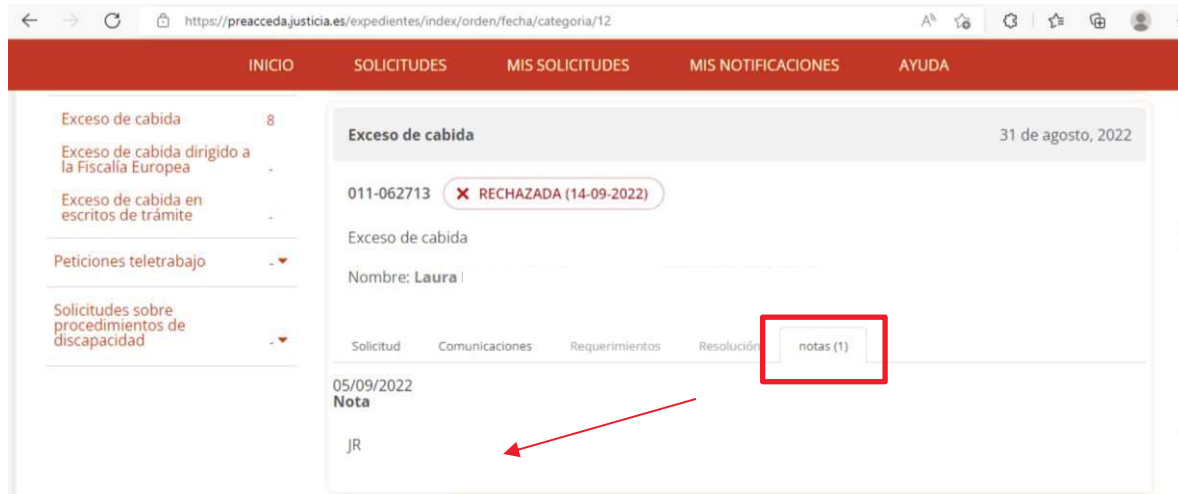 https://preacceda.justicia.es/expedientes/index/orden/fecha/categoria/12
INICIO SOLICITUDES MIS SOLICITUDES MIS NOTIFICACIONES AYUDA
Exceso de cabida 8
Exceso de cabida dirigido a
la Fiscalía Europea -
Exceso de cabida en
escritos de trámite -
Peticiones teletrabajo -
Solicitudes sobre
procedimientos de
discapacidad -
Exceso de cabida 31 de agosto, 2022
011-062713 RECHAZADA (14-09-2022)
Exceso de cabida
Nombre: Laura
Solicitud Comunicaciones Requerimientos Resolución notas (1)
05/09/2022
Nota
JR